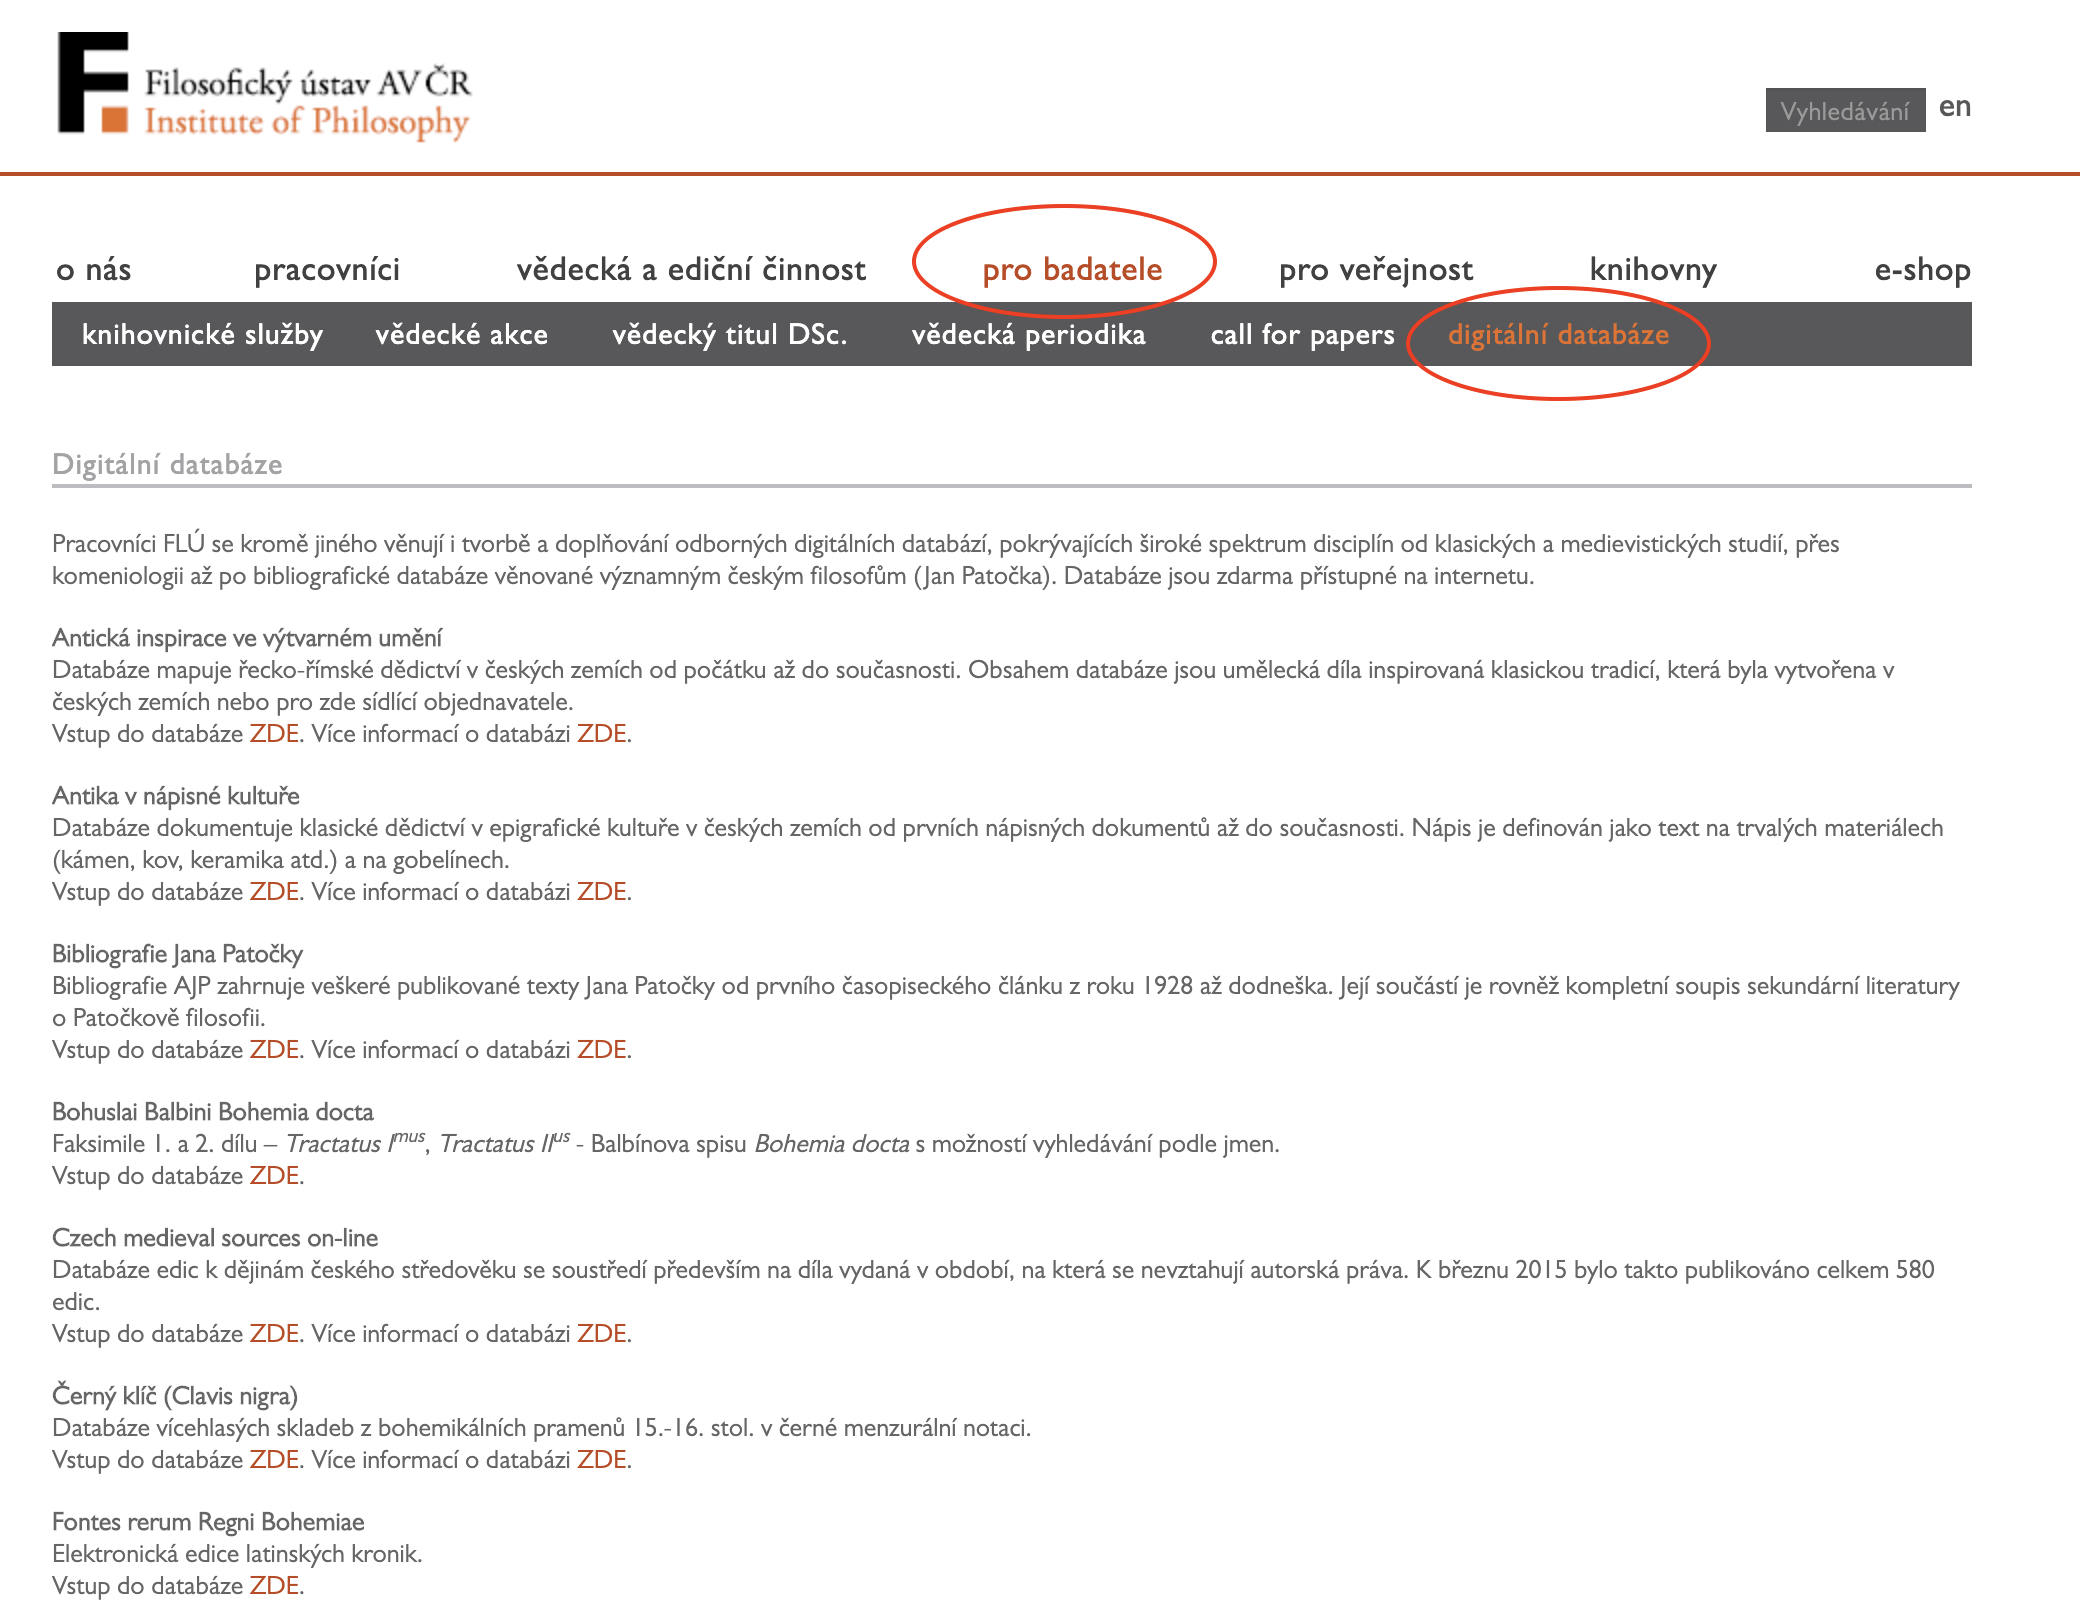 Filosofický ústav AV ČR
Institute of Philosophy
Vyhledávání en
o nás pracovníci vědecká a ediční činnost pro badatele pro veřejnost knihovny e-shop
knihovnické služby vědecké akce vědecký titul DSc. vědecká periodika call for papers digitální databáze
Digitální databáze
Pracovníci FLÚ se kromě jiného věnují i tvorbě a doplňování odborných digitálních databází, pokrývajících široké spektrum disciplín od klasických a medievistických studií, přes
komeniologii až po bibliografické databáze věnované významným českým filosofům (Jan Patočka). Databáze jsou zdarma přístupné na internetu.
Antická inspirace ve výtvarném umění
Databáze mapuje řecko-římské dědictví v českých zemích od počátku až do současnosti. Obsahem databáze jsou umělecká díla inspirovaná klasickou tradicí, která byla vytvořena v
českých zemích nebo pro zde sídlící objednavatele.
Vstup do databáze ZDE. Více informací o databázi ZDE.
Antika v nápisné kultuře
Databáze dokumentuje klasické dědictví v epigrafické kultuře v českých zemích od prvních nápisných dokumentů až do současnosti. Nápis je definován jako text na trvalých materiálech
(kámen, kov, keramika atd.) a na gobelínech.
Vstup do databáze ZDE. Více informací o databázi ZDE.
Bibliografie Jana Patočky
Bibliografie AJP zahrnuje veškeré publikované texty Jana Patočky od prvního časopiseckého článku z roku 1928 až dodneška. Její součástí je rovněž kompletní soupis sekundární literatury
o Patočkově filosofii.
Vstup do databáze ZDE. Více informací o databázi ZDE.
Bohuslai Balbini Bohemia docta
Faksimile 1. a 2. dílu – Tractatus Imus, Tractatus IIus - Balbínova spisu Bohemia docta s možností vyhledávání podle jmen.
Vstup do databáze ZDE.
Czech medieval sources on-line
Databáze edic k dějinám českého středověku se soustředí především na díla vydaná v období, na která se nevztahují autorská práva. K březnu 2015 bylo takto publikováno celkem 580
edic.
Vstup do databáze ZDE. Více informací o databázi ZDE.
Černý klíč (Clavis nigra)
Databáze vícehlasých skladeb z bohemikálních pramenů 15.-16. stol. v černé menzurální notaci.
Vstup do databáze ZDE. Více informací o databázi ZDE.
Fontes rerum Regni Bohemiae
Elektronická edice latinských kronik.
Vstup do databáze ZDE.